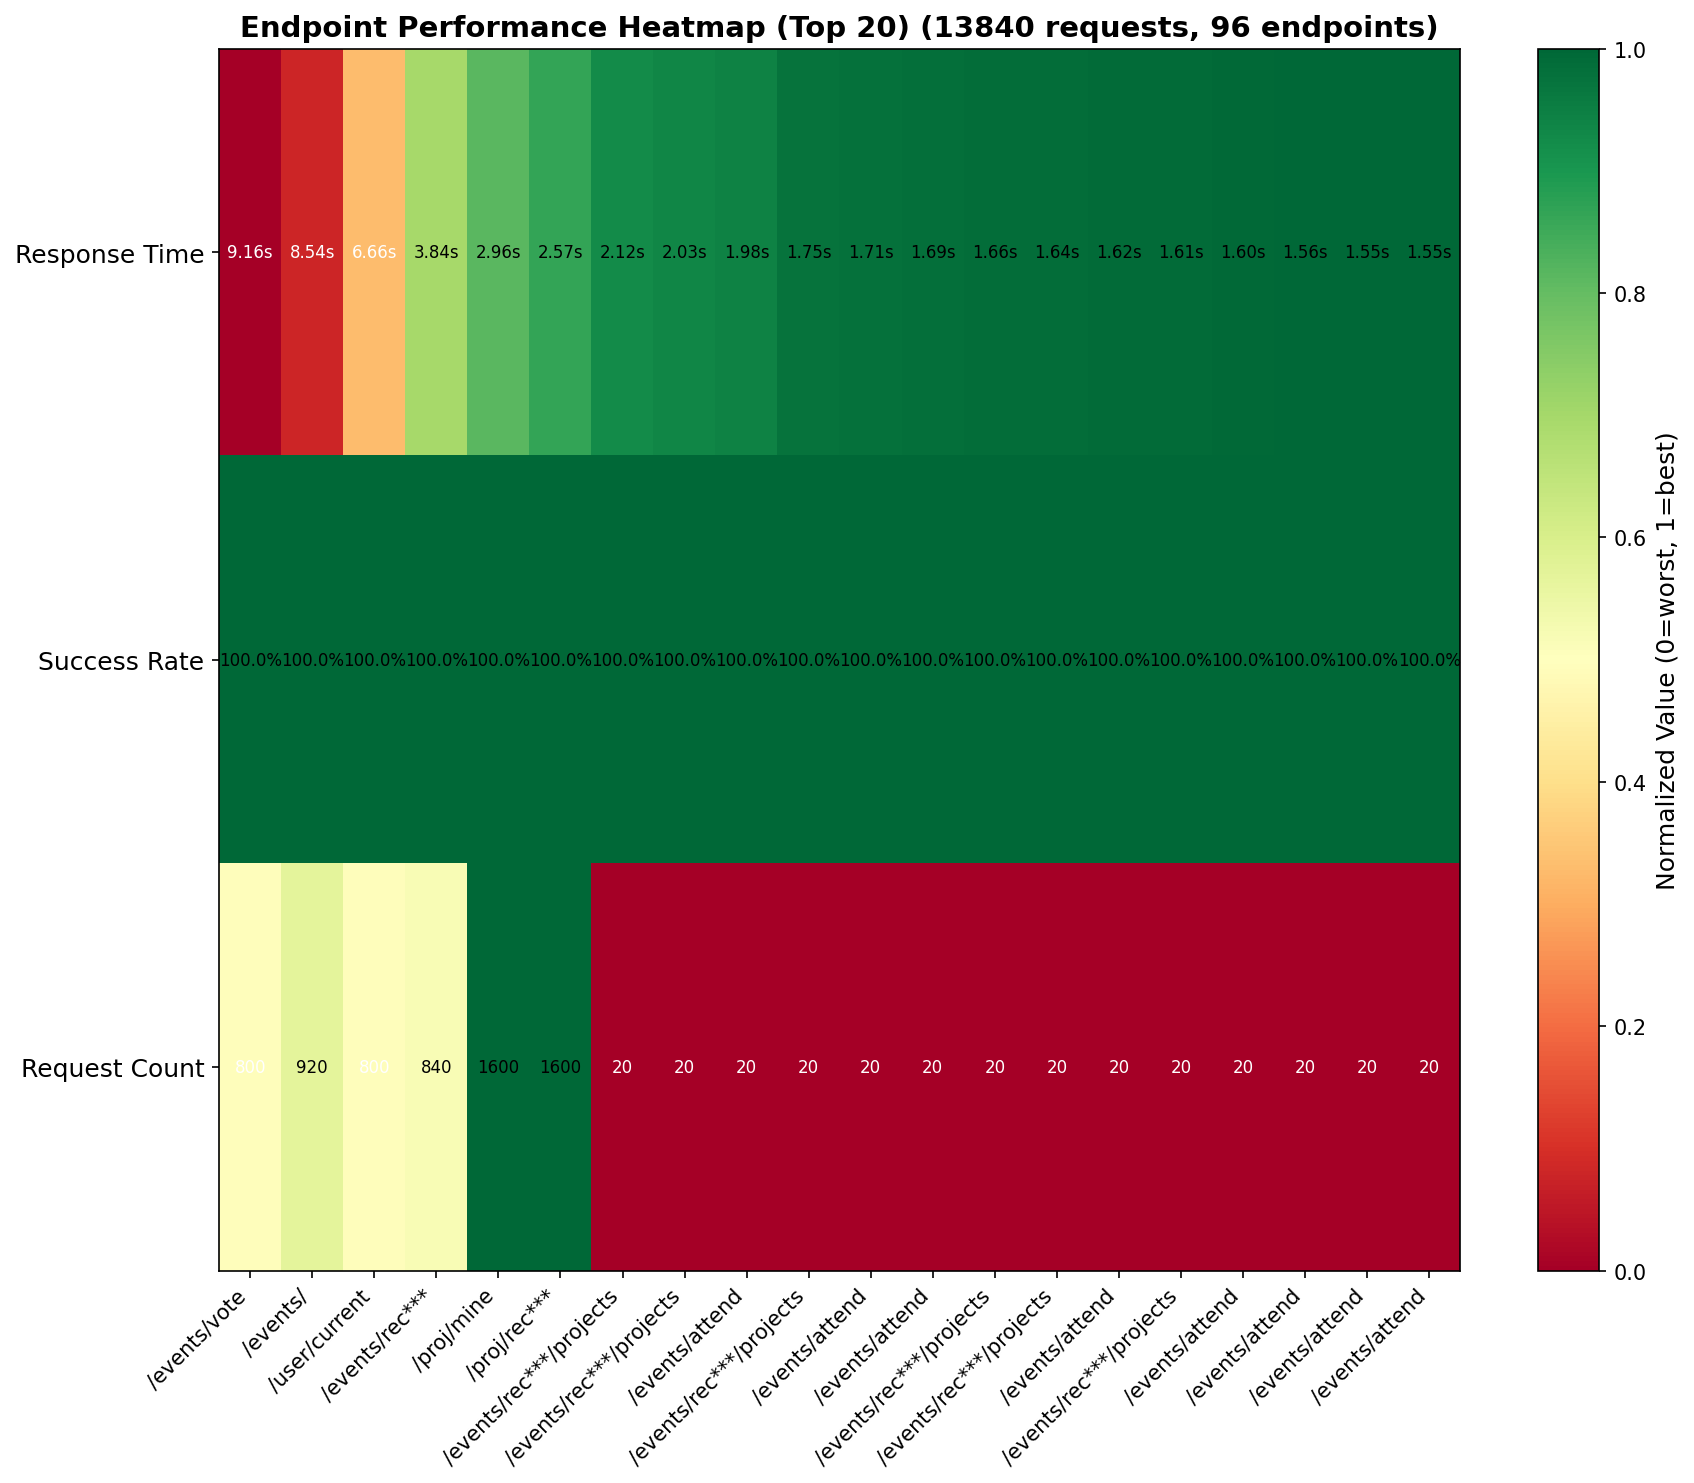 Endpoint Performance Heatmap (Top 20) (13840 requests, 96 endpoints)
Response Time
9.16s 8.54s 6.66s 3.84s 2.96s 2.57s 2.12s 2.03s 1.98s 1.75s 1.71s 1.69s 1.66s 1.64s 1.62s 1.61s 1.60s 1.56s 1.55s 1.55s
Success Rate
100.0% 100.0% 100.0% 100.0% 100.0% 100.0% 100.0% 100.0% 100.0% 100.0% 100.0% 100.0% 100.0% 100.0% 100.0% 100.0% 100.0% 100.0% 100.0% 100.0%
Request Count
800 920 800 840 1600 1600 20 20 20 20 20 20 20 20 20 20 20 20 20 20
/events/vote
/events/
/user/current
/events/rec***
/proj/mine
/proj/rec***
/events/rec***/projects
/events/rec***/projects
/events/attend
/events/rec***/projects
/events/attend
/events/attend
/events/rec***/projects
/events/rec***/projects
/events/attend
/events/rec***/projects
/events/attend
/events/attend
/events/attend
/events/attend
1.0
0.8
0.6
0.4
0.2
0.0
Normalized Value (0=worst, 1=best)